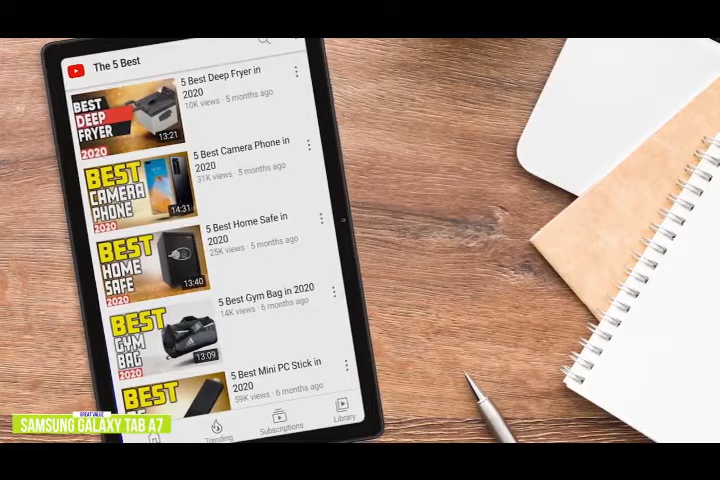 The 5 Best
BEST
DEEP
FRYER
2020
13:21
5 Best Deep Fryer in
2020
10K views · 5 months ago
BEST
CAMERA
PHONE
2020
14:31
5 Best Camera Phone in
2020
31K views · 5 months ago
BEST
HOME
SAFE
2020
13:40
5 Best Home Safe in
2020
25K views · 5 months ago
BEST
GYM
BAG
2020
13:09
5 Best Gym Bag in 2020
14K views · 6 months ago
BEST
5 Best Mini PC Stick in
2020
59K views · 6 months ago
Trending
Subscriptions
Library
GREAT VALUE
SAMSUNG GALAXY TAB A7